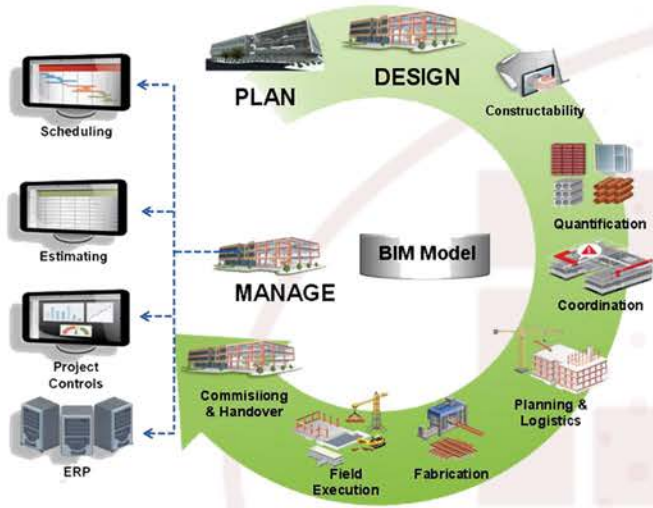 PLAN
DESIGN
Constructability
Quantification
Coordination
Planning &
Logistics
Fabrication
Field
Execution
Commisiiong
& Handover
MANAGE
BIM Model
Scheduling
Estimating
Project
Controls
ERP